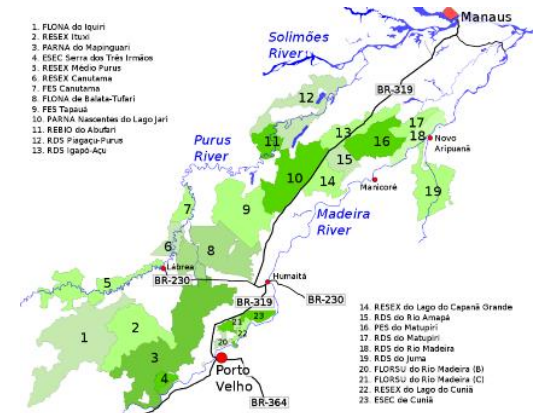 1. FLONA do Iquiri
2. RESEX Ituxi
3. PARNA do Mapinguari
4. ESEC Serra dos Três Irmãos
5. RESEX Médio Purus
6. RESEX Canutama
7. FES Canutama
8. FLONA de Balata-Tufari
9. FES Tapauá
10. PARNA Nascentes do Lago Jari
11. REBIO do Abufari
12. RDS Piagaçu-Purus
13. RDS Igapó-Açu
Manaus
Solimões
River
BR-319
12
13
17
18
Novo
Aripuanã
11
16
15
Purus
River
10
14
Manicoré
19
7
9
Madeira
River
6
8
Lábrea
BR-230
Humaitá
5
BR-319
BR-230
1
2
3
4
23
21
22
20
Porto
Velho
BR-364
14. RESEX do Lago do Capanã Grande
15. RDS do Rio Amapá
16. PES do Matupiri
17. RDS do Matupiri
18. RDS do Rio Madeira
19. RDS do Juma
20. FLORSU do Rio Madeira (B)
21. FLORSU do Rio Madeira (C)
22. RESEX do Lago do Cuniã
23. ESEC de Cuniã